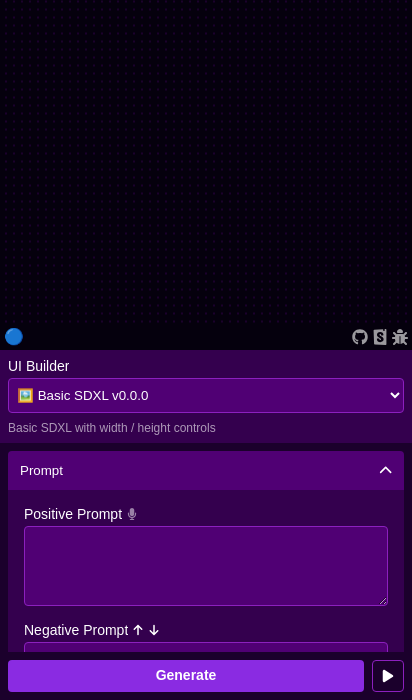 UI Builder
🖼️ Basic SDXL v0.0.0
Basic SDXL with width / height controls
Prompt
Positive Prompt
Negative Prompt
Generate